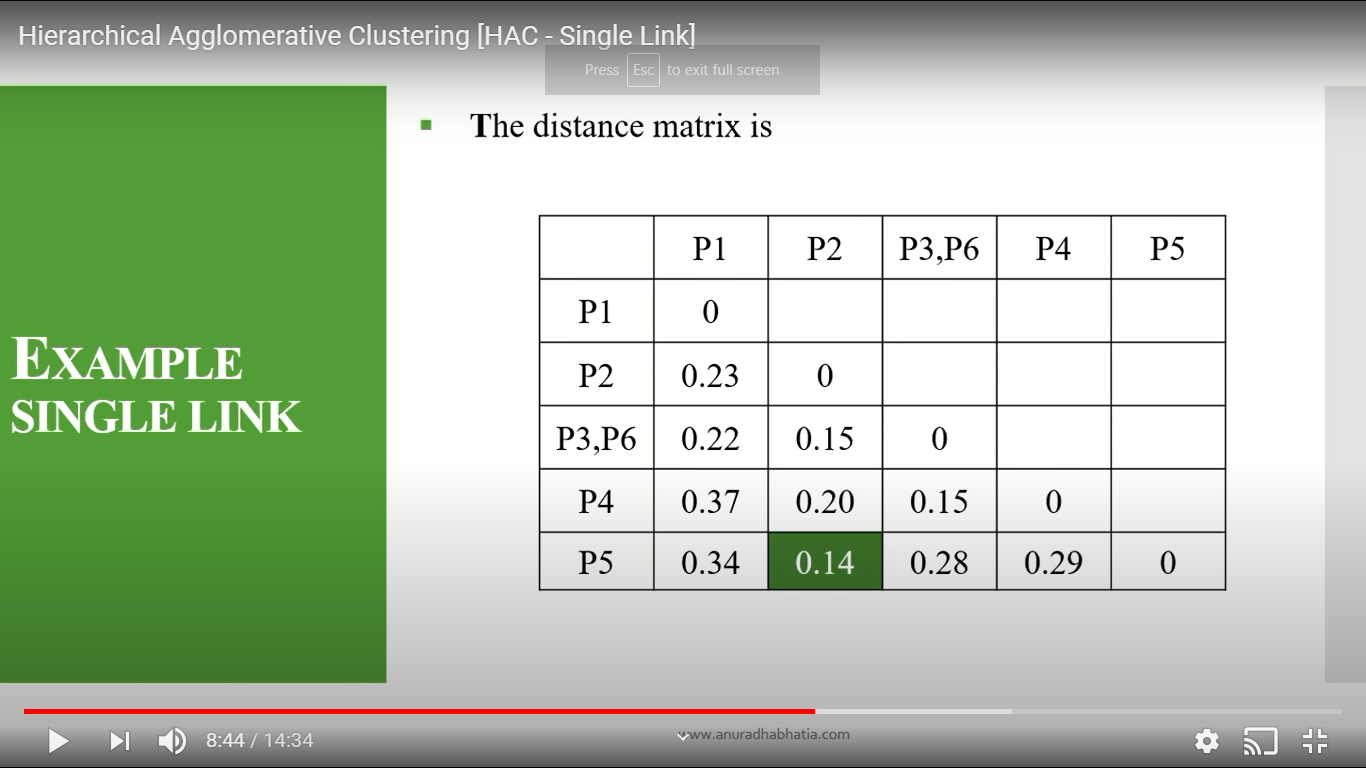 Hierarchical Agglomerative Clustering [HAC - Single Link]
Press Esc to exit full screen
The distance matrix is
EXAMPLE
SINGLE LINK
P1 P2 P3,P6 P4 P5
P1 0
P2 0.23 0
P3,P6 0.22 0.15 0
P4 0.37 0.20 0.15 0
P5 0.34 0.14 0.28 0.29 0
8:44 / 14:34
www.anuradhabhatia.com